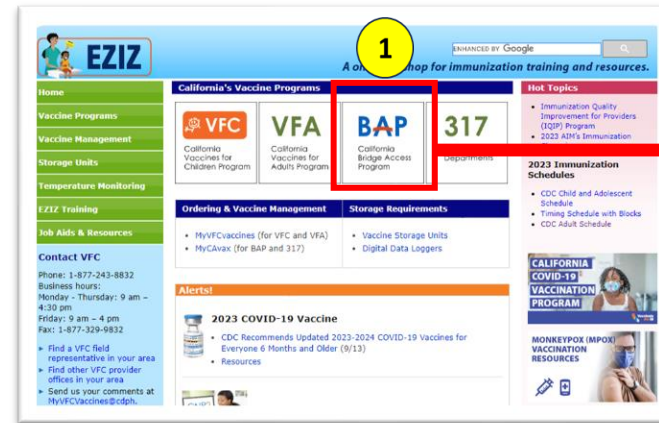 1
EZIZ
ENHANCED BY Google
A o hop for immunization training and resources.
Home
Vaccine Programs
Vaccine Management
Storage Units
Temperature Monitoring
EZIZ Training
Job Aids & Resources
Contact VFC
Phone: 1-877-243-8832
Business hours:
Monday - Thursday: 9 am –
4:30 pm
Friday: 9 am – 4 pm
Fax: 1-877-329-9832
Find a VFC field
representative in your area
Find other VFC provider
offices in your area
Send us your comments at
MyVFCVaccines@cdph.
California's Vaccine Programs
VFC
California
Vaccines for
Children Program
VFA
California
Vaccines for
Adults Program
BAP
California
Bridge Access
Program
317
Departments
Ordering & Vaccine Management
MyVFCvaccines (for VFC and VFA)
MyCAvax (for BAP and 317)
Storage Requirements
Vaccine Storage Units
Digital Data Loggers
Alerts!
2023 COVID-19 Vaccine
CDC Recommends Updated 2023-2024 COVID-19 Vaccines for
Everyone 6 Months and Older (9/13)
Resources
Hot Topics
Immunization Quality
Improvement for Providers
(IQIP) Program
2023 AIM's Immunization
2023 Immunization
Schedules
CDC Child and Adolescent
Schedule
Timing Schedule with Blocks
CDC Adult Schedule
CALIFORNIA
COVID-19
VACCINATION
PROGRAM
MONKEYPOX (MPOX)
VACCINATION
RESOURCES